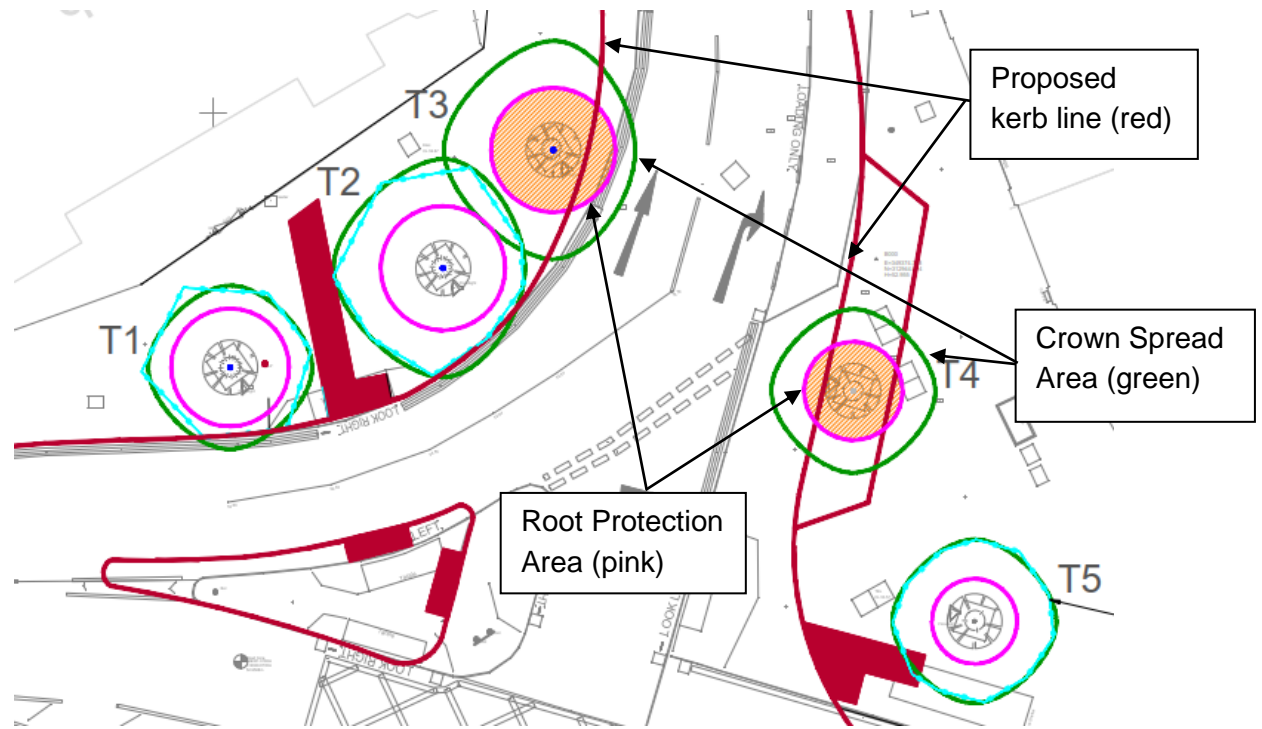 Proposed
kerb line (red)
LOADING ONLY
T3
T2
T1
Crown Spread
Area (green)
T4
LOOK RIGHT
Root Protection
Area (pink)
LEFT
T5
LOOK RIGHT